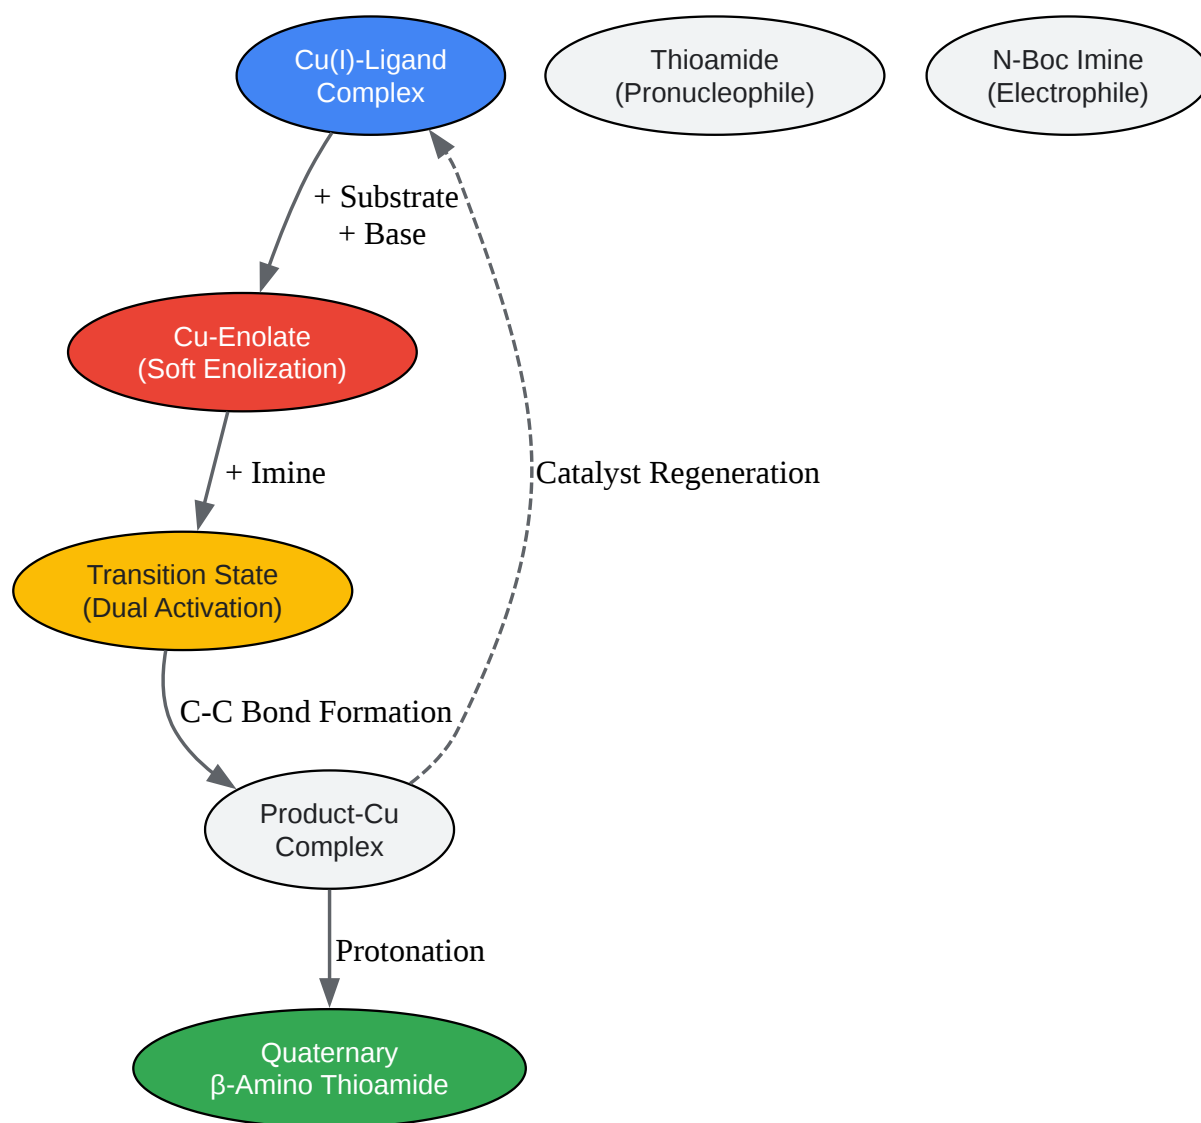 Cu(I)-Ligand
Complex
Thioamide
(Pronucleophile)
N-Boc Imine
(Electrophile)
+ Substrate
+ Base
Cu-Enolate
(Soft Enolization)
+ Imine
Catalyst Regeneration
Transition State
(Dual Activation)
C-C Bond Formation
Product-Cu
Complex
Protonation
Quaternary
β-Amino Thioamide